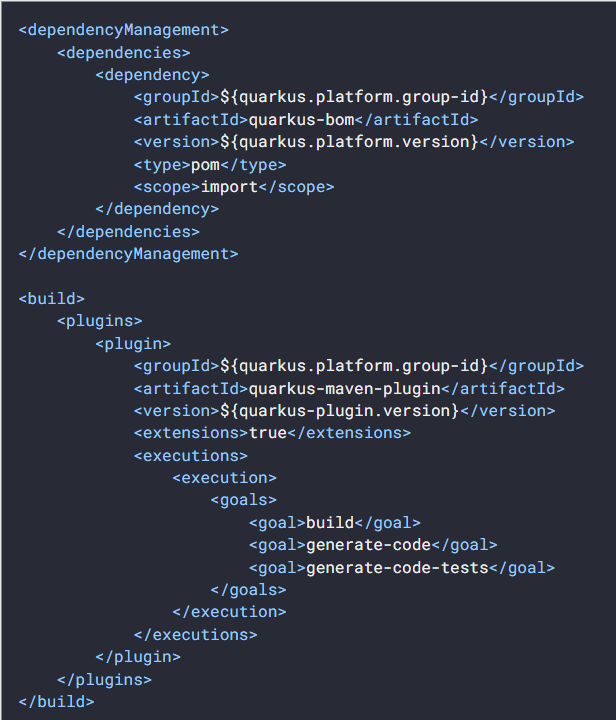 <dependencyManagement>
    <dependencies>
        <dependency>
            <groupId>${quarkus.platform.group-id}</groupId>
            <artifactId>quarkus-bom</artifactId>
            <version>${quarkus.platform.version}</version>
            <type>pom</type>
            <scope>import</scope>
        </dependency>
    </dependencies>
</dependencyManagement>

<build>
    <plugins>
        <plugin>
            <groupId>${quarkus.platform.group-id}</groupId>
            <artifactId>quarkus-maven-plugin</artifactId>
            <version>${quarkus-plugin.version}</version>
            <extensions>true</extensions>
            <executions>
                <execution>
                    <goals>
                        <goal>build</goal>
                        <goal>generate-code</goal>
                        <goal>generate-code-tests</goal>
                    </goals>
                </execution>
            </executions>
        </plugin>
    </plugins>
</build>